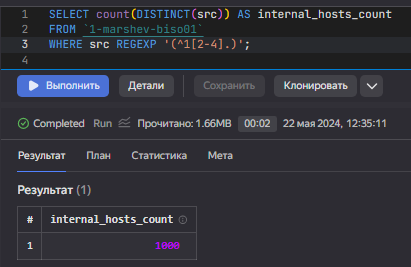 1 SELECT count(DISTINCT(src)) AS internal_hosts_count
2 FROM `1-marshev-biso01`
3 WHERE src REGEXP '(^1[2-4].)';
4
Выполнить Детали Сохранить Клонировать
Completed Run Прочитано: 1.66MB 00:02 22 мая 2024, 12:35:11
Результат План Статистика Мета
Результат (1)
# internal_hosts_count
1 1000